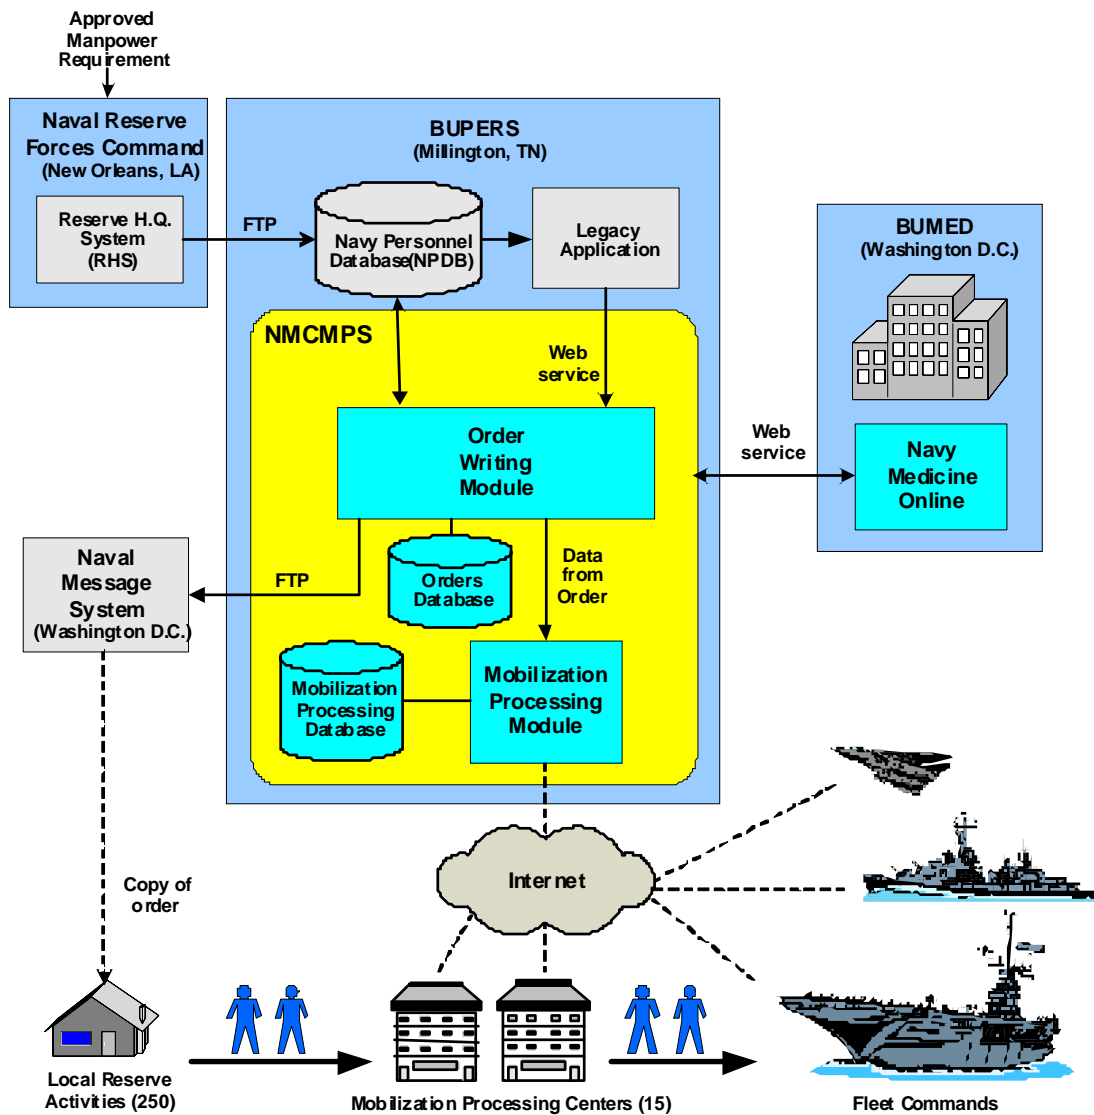 Approved
Manpower
Requirement
Naval Reserve
Forces Command
(New Orleans, LA)
Reserve H.Q.
System
(RHS)
FTP
BUPERS
(Millington, TN)
Navy Personnel
Database(NPDB)
Legacy
Application
BUMED
(Washington D.C.)
NMCMPS
Web
service
Order
Writing
Module
Web
service
Navy
Medicine
Online
Naval
Message
System
(Washington D.C.)
FTP
Orders
Database
Data
from
Order
Mobilization
Processing
Database
Mobilization
Processing
Module
Internet
Copy of
order
Local Reserve
Activities (250)
Mobilization Processing Centers (15)
Fleet Commands